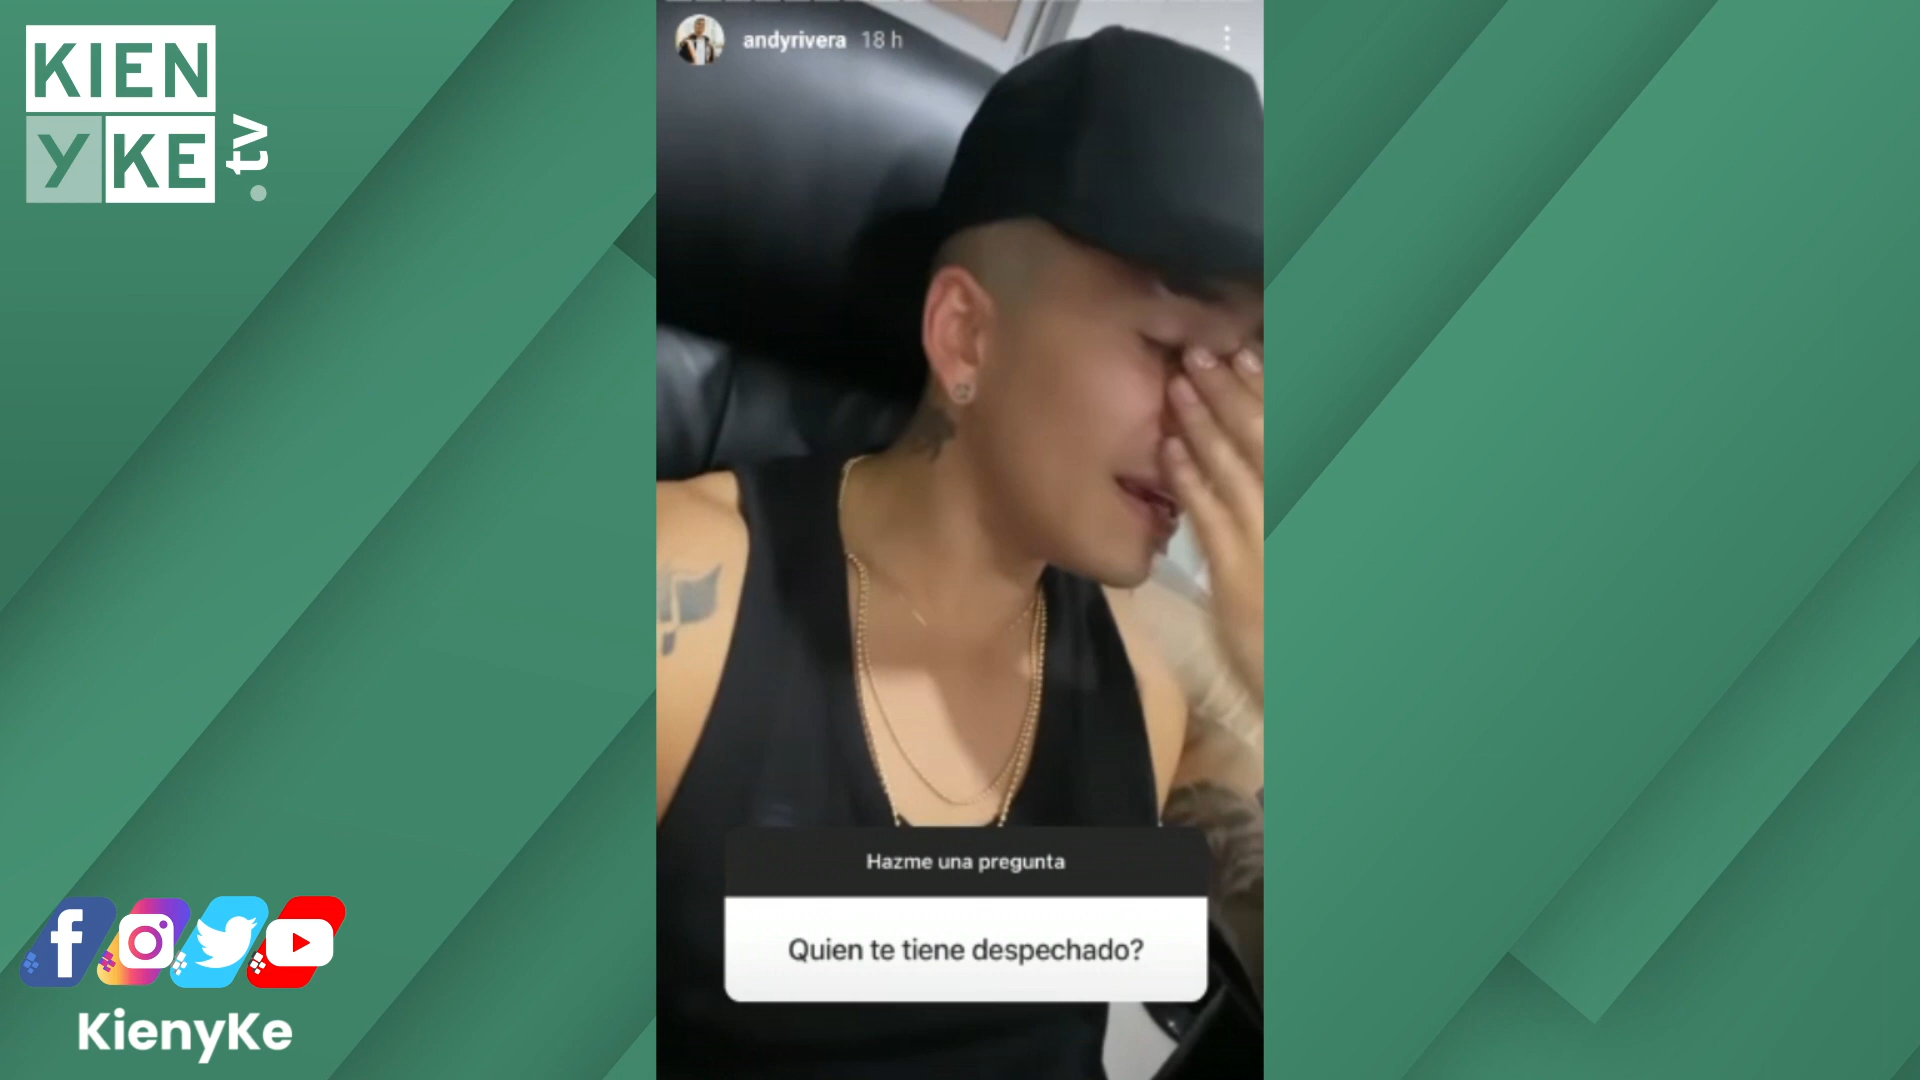 KIEN
YKE
.tv
andyrivera 18 h
Hazme una pregunta
Quien te tiene despechado?
KienyKe